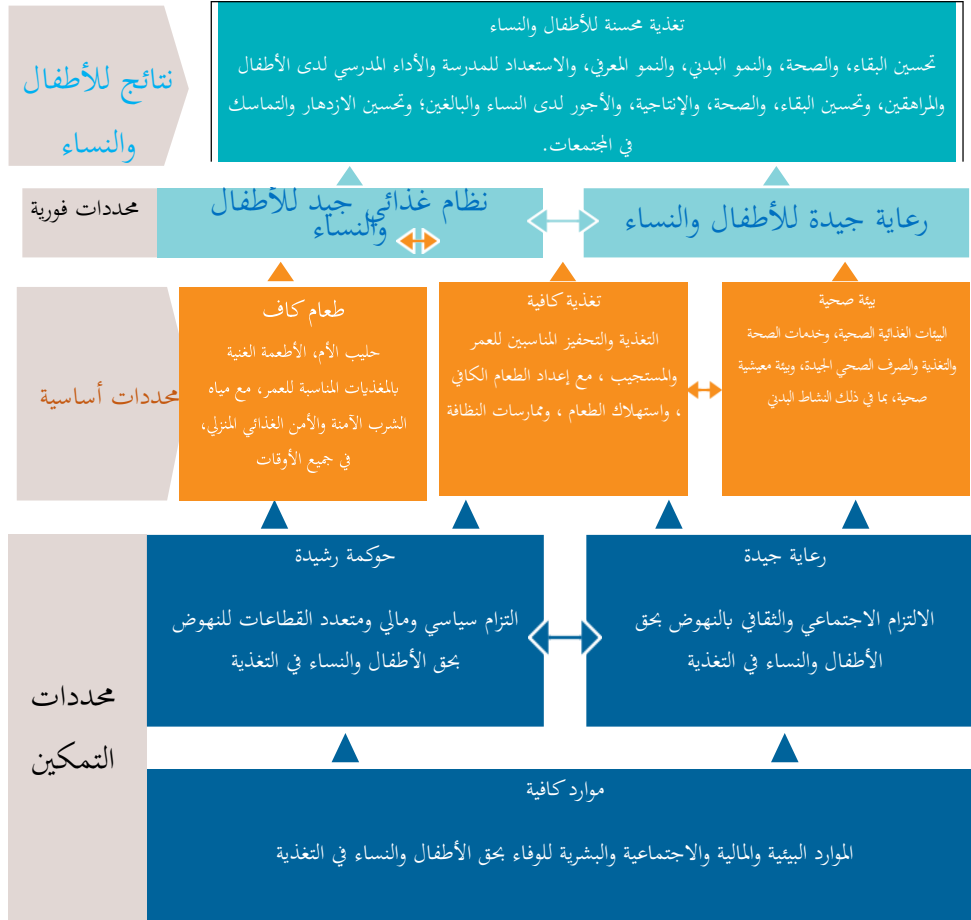 نتائج للأطفال
والنساء
تغذية محسنة للأطفال والنساء
تحسين البقاء، والصحة، والنمو البدني، والنمو المعرفي، والاستعداد للمدرسة والأداء المدرسي لدى الأطفال
والمراهقين، وتحسين البقاء، والصحة، والإنتاجية، والأجور لدى النساء والبالغين؛ وتحسين الازدهار والتماسك
في المجتمعات.
محددات فورية
رعاية جيدة للأطفال والنساء
نظام غذائي جيد للأطفال
والنساء
محددات أساسية
بيئة صحية
البيئات الغذائية الصحية، وخدمات الصحة
والتغذية والصرف الصحي الجيدة، وبيئة معيشية
صحية، بما في ذلك النشاط البدني
تغذية كافية
التغذية والتحفيز المناسبين للعمر
والمستجيب ، مع إعداد الطعام الكافي
، واستهلاك الطعام ، وممارسات النظافة
طعام كاف
حليب الأم، الأطعمة الغنية
بالمغذيات المناسبة للعمر، مع مياه
الشرب الآمنة والأمن الغذائي المنزلي،
في جميع الأوقات
محددات
التمكين
رعاية جيدة
الالتزام الاجتماعي والثقافي بالنهوض بحق
الأطفال والنساء في التغذية
حوكمة رشيدة
التزام سياسي ومالي ومتعدد القطاعات للنهوض
بحق الأطفال والنساء في التغذية
موارد كافية
الموارد البيئية والمالية والاجتماعية والبشرية للوفاء بحق الأطفال والنساء في التغذية